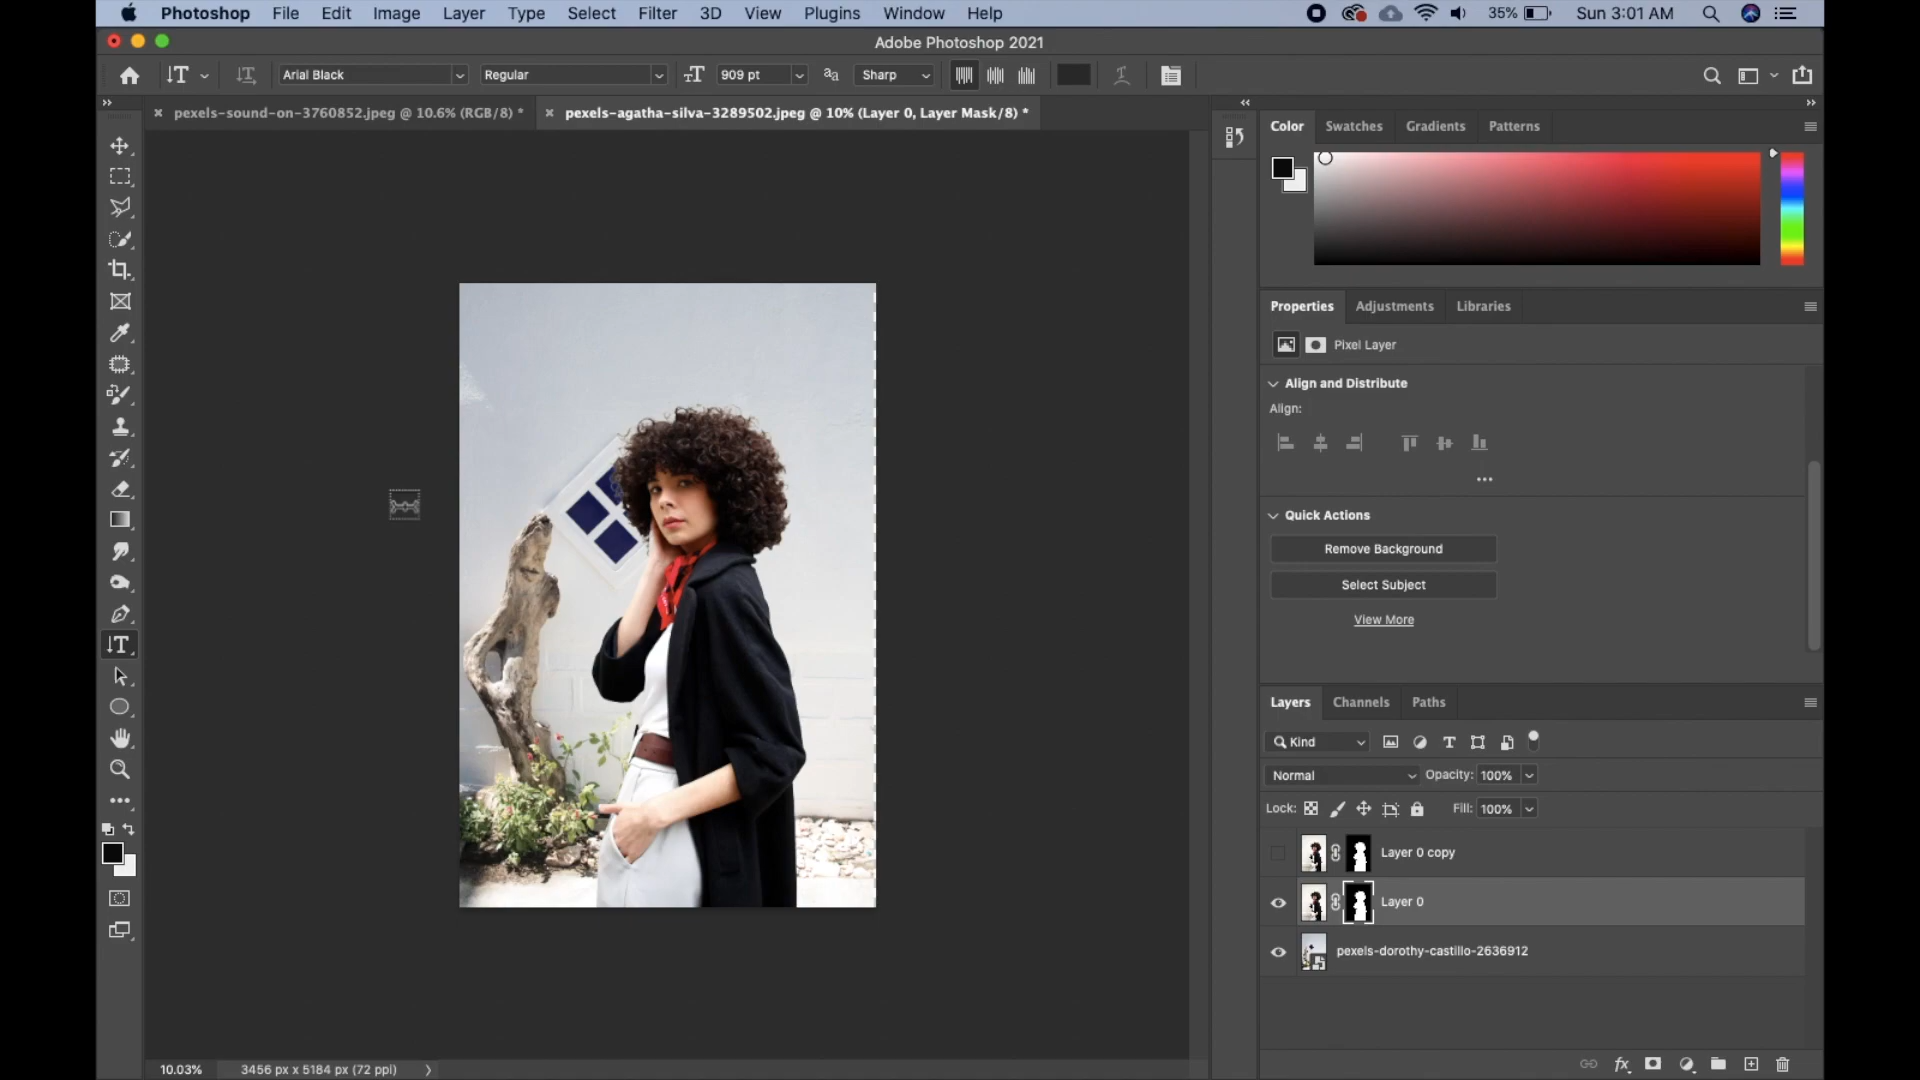 Photoshop File Edit Image Layer Type Select Filter 3D View Plugins Window Help 35% Sun 3:01 AM
Adobe Photoshop 2021
Arial Black Regular 909 pt Sharp
pexels-sound-on-3760852.jpeg @ 10.6% (RGB/8) * pexels-agatha-silva-3289502.jpeg @ 10% (Layer 0, Layer Mask/8) *
Color Swatches Gradients Patterns
Properties Adjustments Libraries
Pixel Layer
Align and Distribute
Align:
Quick Actions
Remove Background
Select Subject
View More
Layers Channels Paths
Kind
Normal Opacity: 100%
Lock: Fill: 100%
Layer 0 copy
Layer 0
pexels-dorothy-castillo-2636912
10.03% 3456 px x 5184 px (72 ppi)